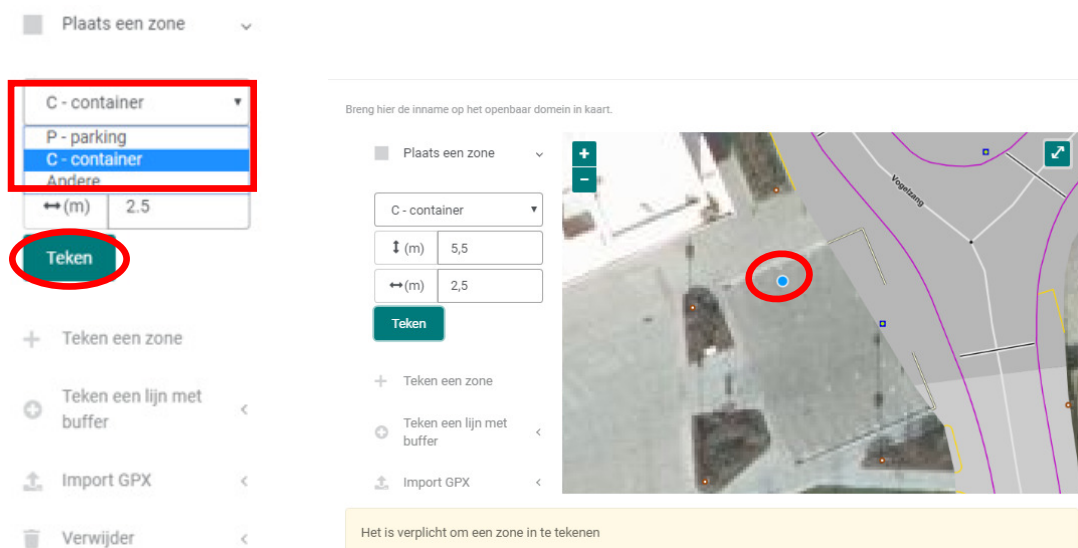 Plaats een zone
C - container
P - parking
C - container
Andere
(m) 2.5
Teken
Teken een zone
Teken een lijn met
buffer
Import GPX
Verwijder
Breng hier de inname op het openbaar domein in kaart.
Plaats een zone
C - container
(m) 5,5
(m) 2,5
Teken
Teken een zone
Teken een lijn met
buffer
Import GPX
+
−
Vogelzang
Het is verplicht om een zone in te tekenen